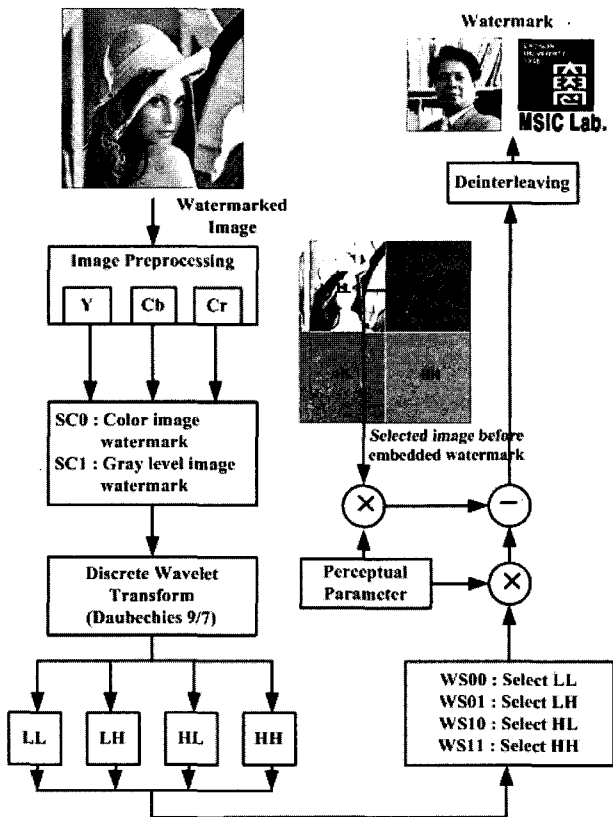 Watermark
MSIC Lab.
Deinterleaving
Watermarked
Image
Image Preprocessing
Y
Cb
Cr
SC0 : Color image
watermark
SC1 : Gray level image
watermark
Selected image before
embedded watermark
Discrete Wavelet
Transform
(Daubechies 9/7)
Perceptual
Parameter
LL
LH
HL
HH
WS00 : Select LL
WS01 : Select LH
WS10 : Select HL
WS11 : Select HH